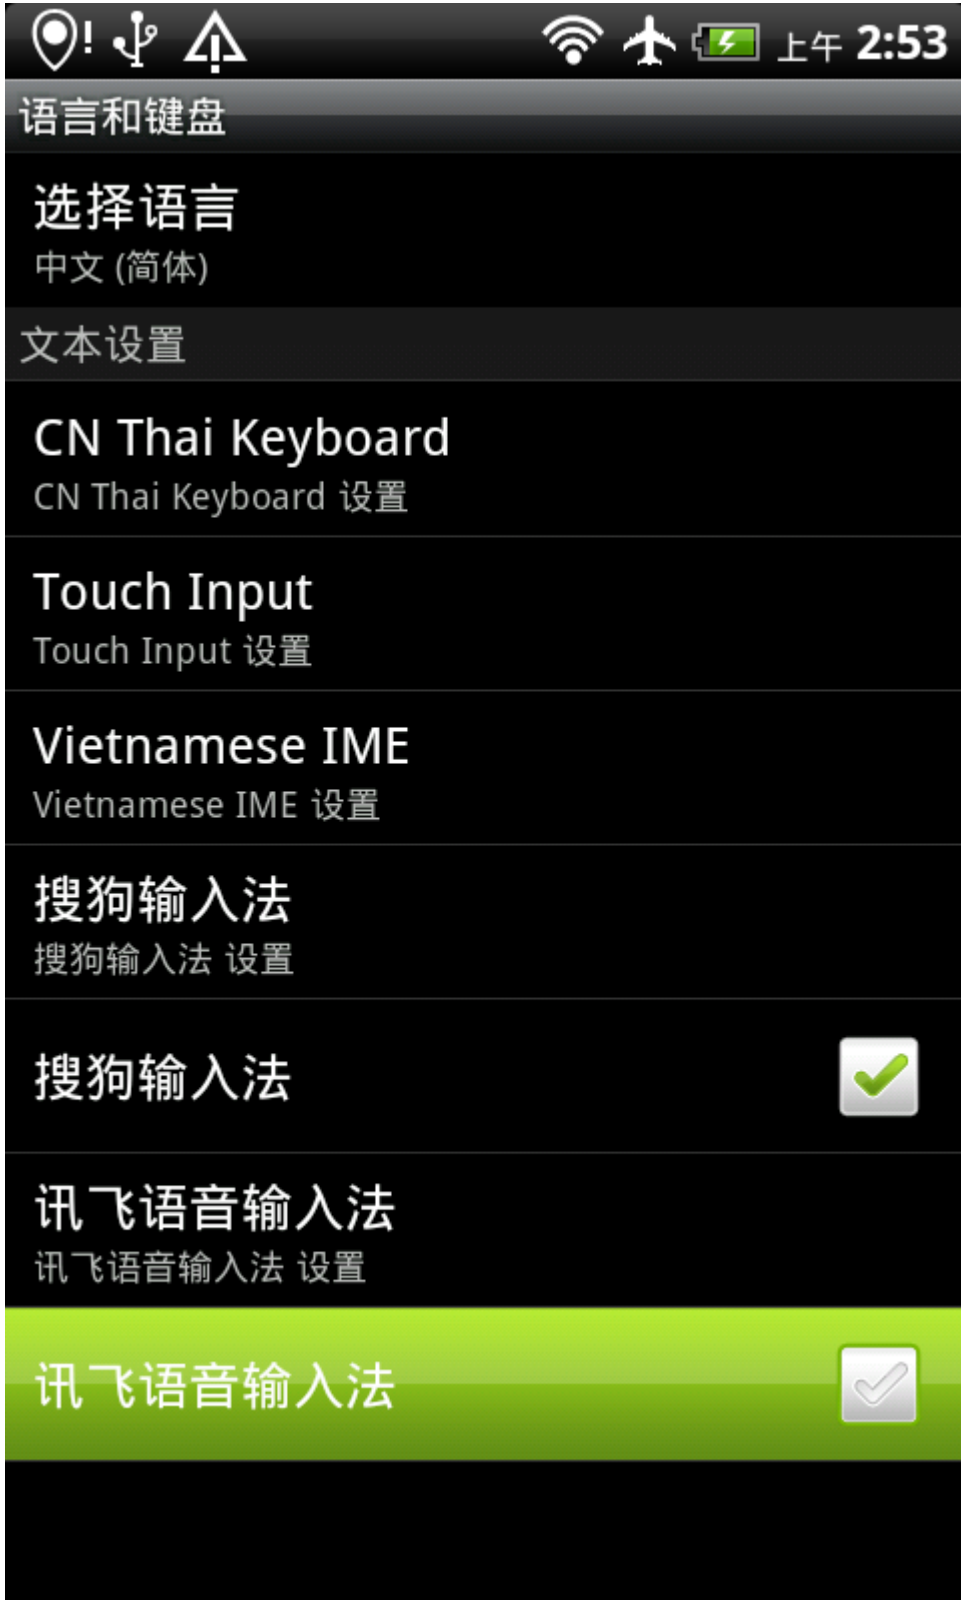 上午 2:53
语言和键盘
选择语言
中文 (简体)
文本设置
CN Thai Keyboard
CN Thai Keyboard 设置
Touch Input
Touch Input 设置
Vietnamese IME
Vietnamese IME 设置
搜狗输入法
搜狗输入法 设置
搜狗输入法
讯飞语音输入法
讯飞语音输入法 设置
讯飞语音输入法